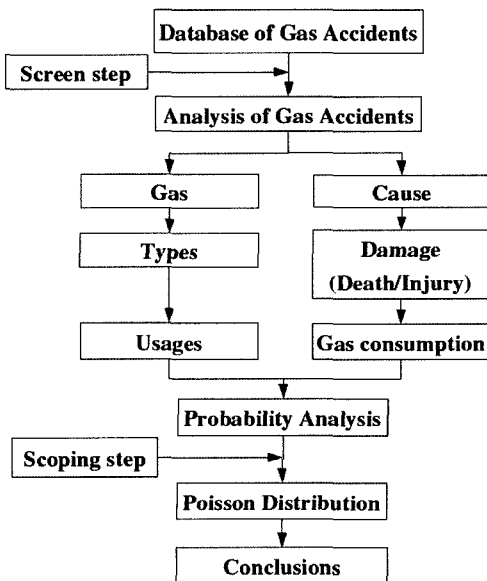 Database of Gas Accidents
Screen step
Analysis of Gas Accidents
Gas
Cause
Types
Damage
(Death/Injury)
Usages
Gas consumption
Probability Analysis
Scoping step
Poisson Distribution
Conclusions